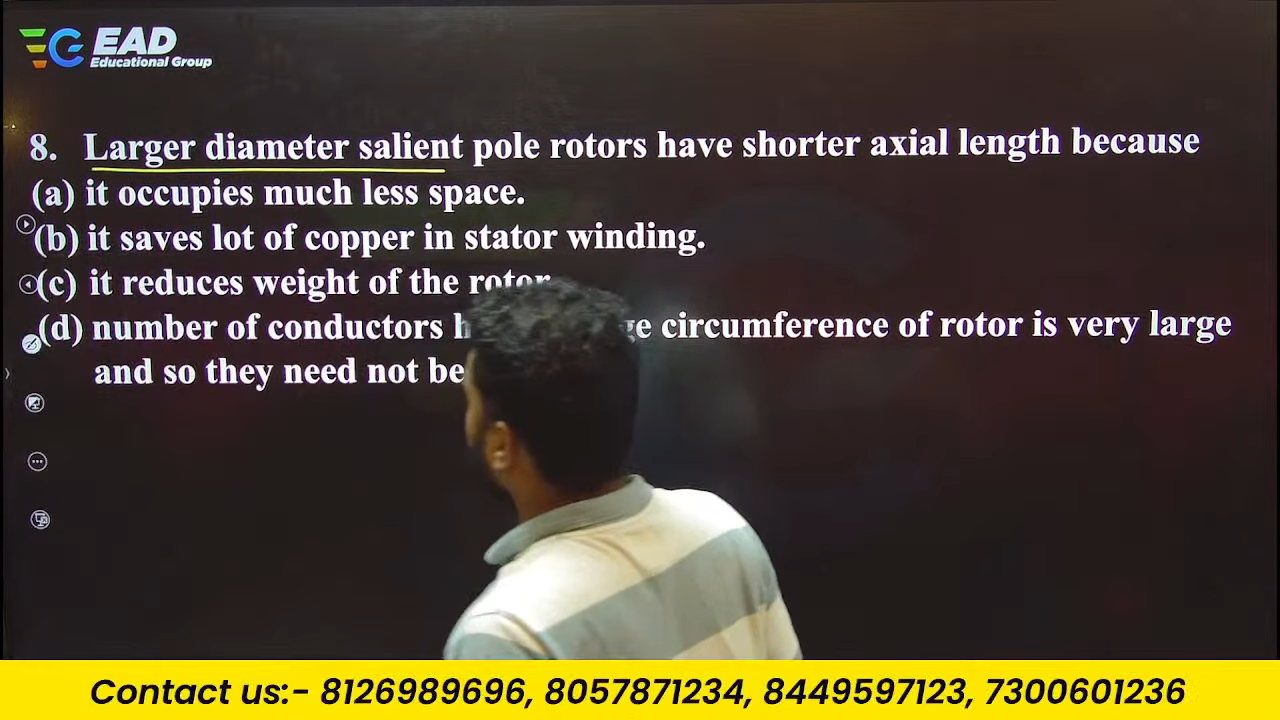 EAD
Educational Group
8. Larger diameter salient pole rotors have shorter axial length because
(a) it occupies much less space.
(b) it saves lot of copper in stator winding.
(c) it reduces weight of the rotor
(d) number of conductors circumference of rotor is very large
and so they need not be
Contact us:- 8126989696, 8057871234, 8449597123, 7300601236